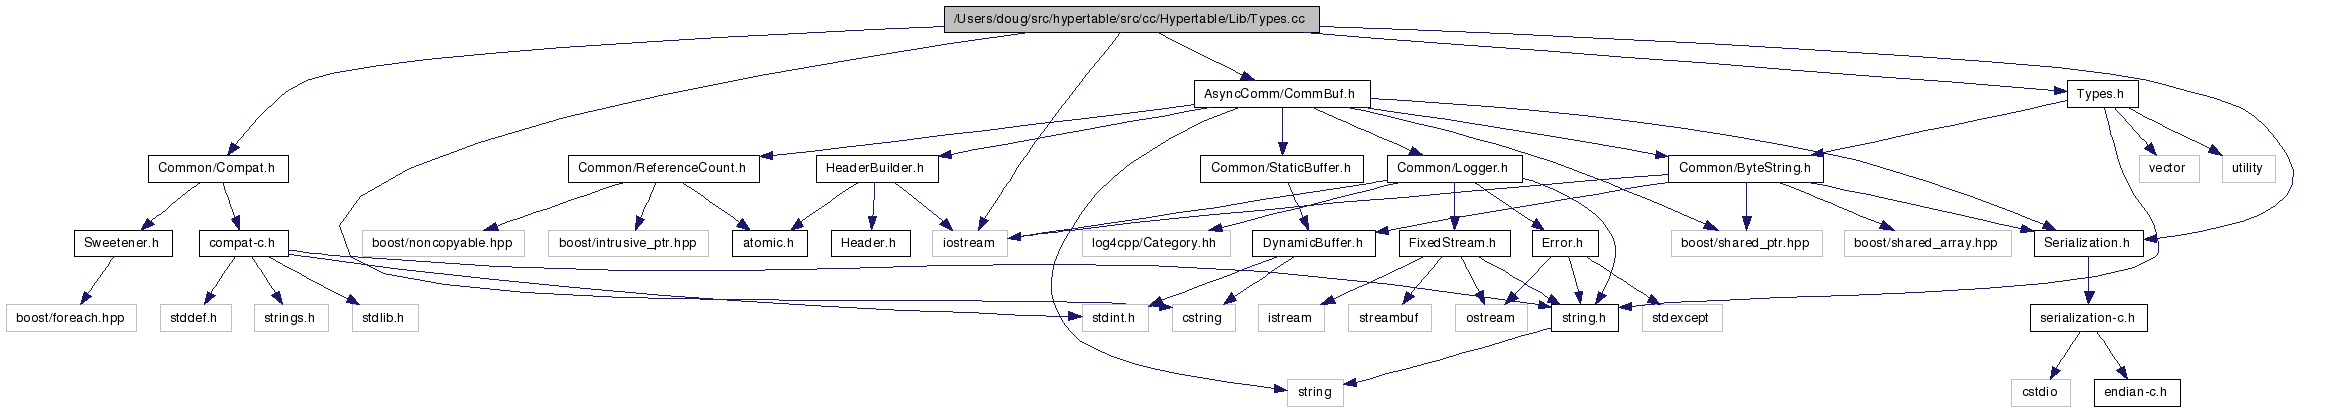 /Users/doug/src/hypertable/src/cc/Hypertable/Lib/Types.cc
AsyncComm/CommBuf.h
Types.h
Common/Compat.h
Common/ReferenceCount.h
HeaderBuilder.h
Common/StaticBuffer.h
Common/Logger.h
Common/ByteString.h
vector
utility
Sweetener.h
compat-c.h
boost/noncopyable.hpp
boost/intrusive_ptr.hpp
atomic.h
Header.h
iostream
log4cpp/Category.hh
DynamicBuffer.h
FixedStream.h
Error.h
boost/shared_ptr.hpp
boost/shared_array.hpp
Serialization.h
boost/foreach.hpp
stddef.h
strings.h
stdlib.h
stdint.h
cstring
istream
streambuf
ostream
string.h
stdexcept
serialization-c.h
string
cstdio
endian-c.h